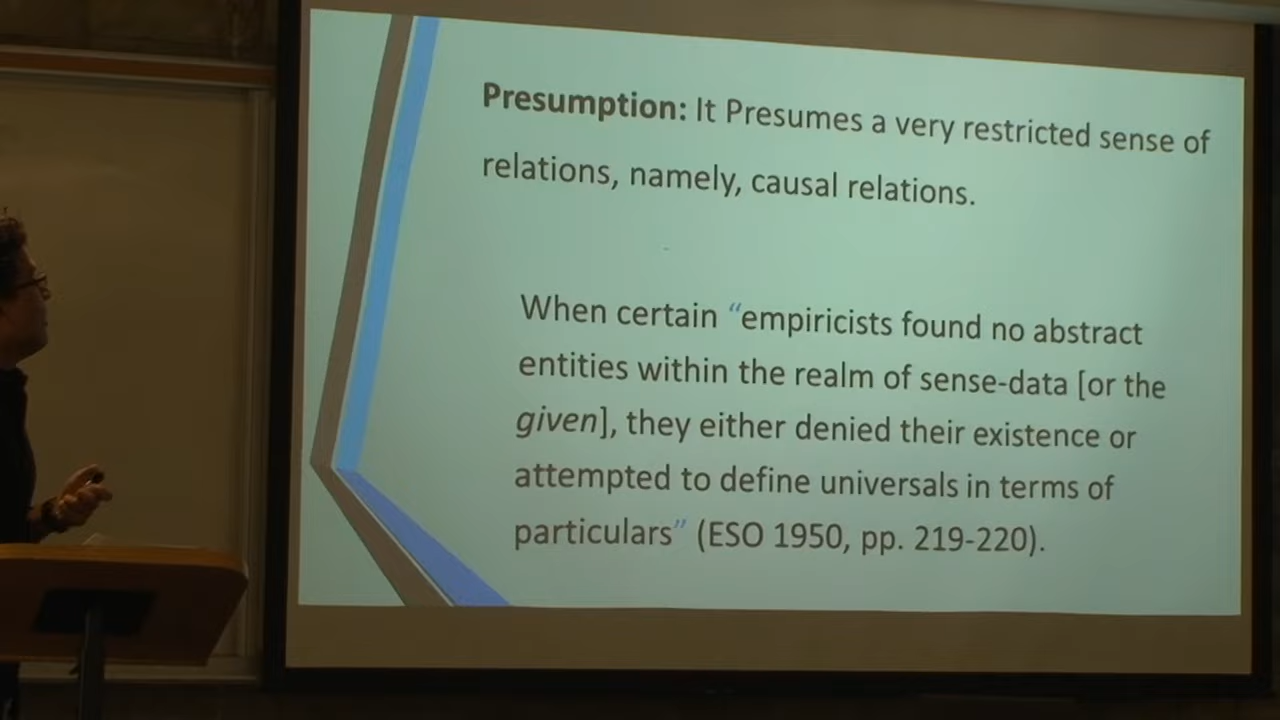 Presumption: It Presumes a very restricted sense of
relations, namely, causal relations.
When certain “empiricists found no abstract
entities within the realm of sense-data [or the
given], they either denied their existence or
attempted to define universals in terms of
particulars” (ESO 1950, pp. 219-220).